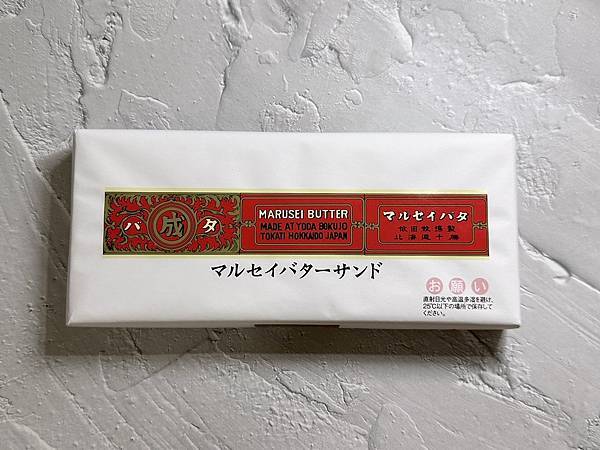 バ 成 タ
MARUSEI BUTTER
MADE AT YODA BOKUJO
TOKATI HOKKAIDO JAPAN
マルセイバタ
依田牧場製
北海道十勝
マルセイバターサンド
お願い
直射日光や高温多湿を避け、
25℃以下の場所で保存して
ください。